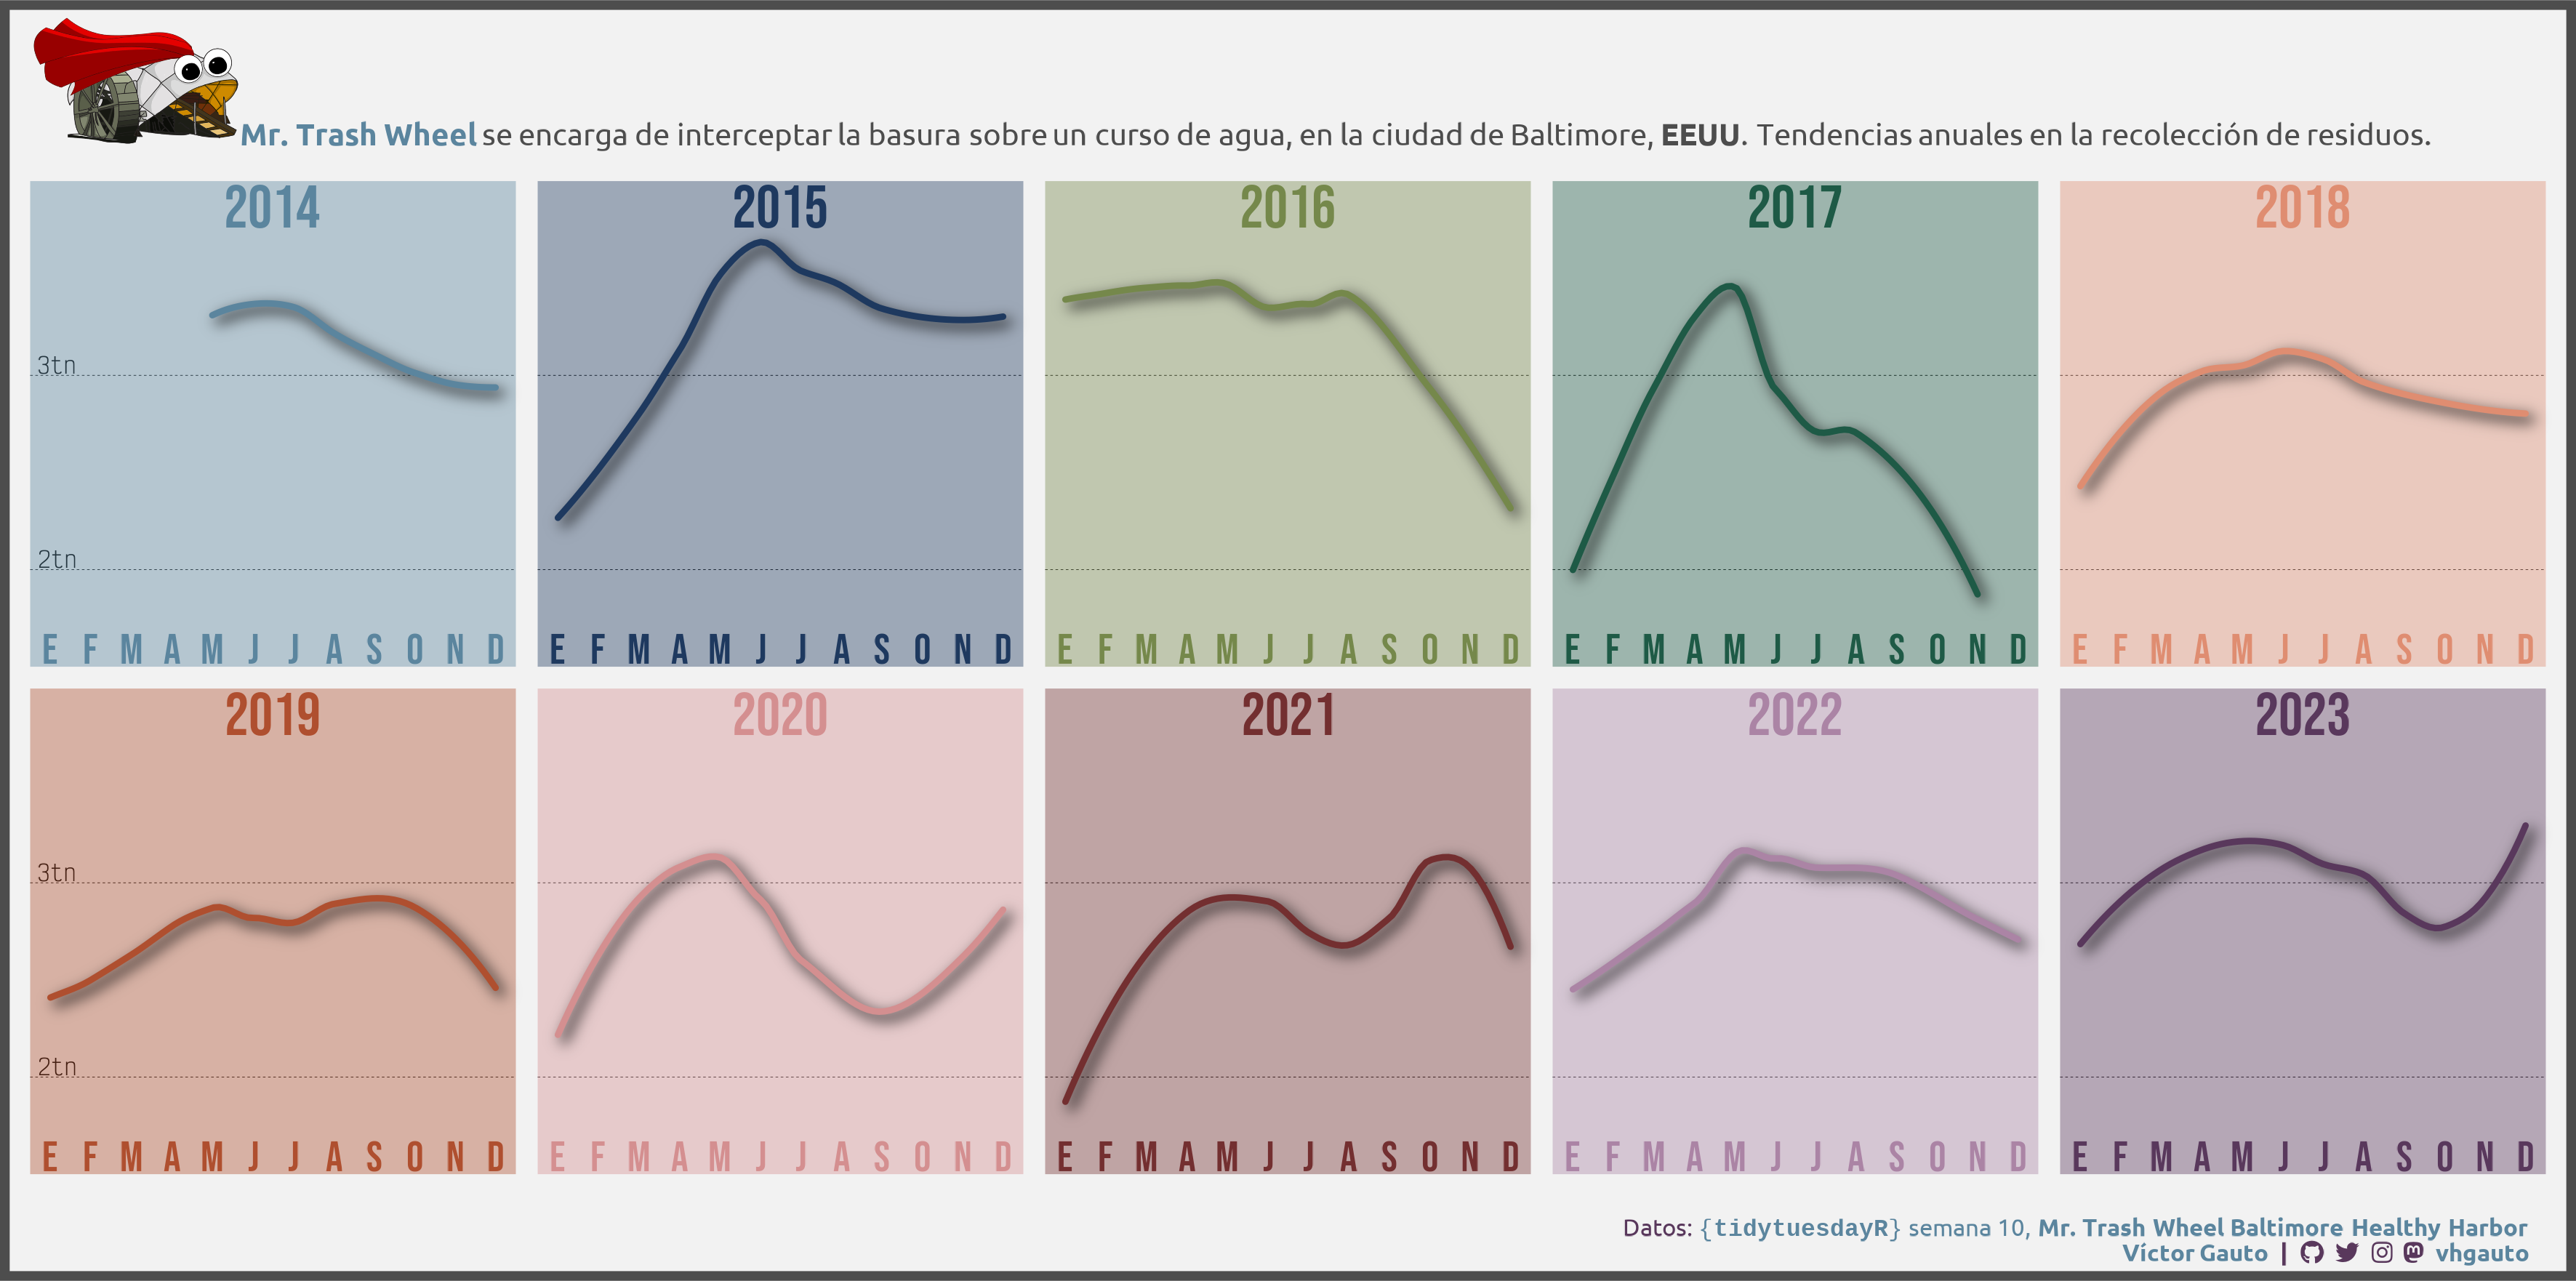 Mr. Trash Wheel se encarga de interceptar la basura sobre un curso de agua, en la ciudad de Baltimore, EEUU. Tendencias anuales en la recolección de residuos.
2014
3tn
2tn
E F M A M J J A S O N D
2015
E F M A M J J A S O N D
2016
E F M A M J J A S O N D
2017
E F M A M J J A S O N D
2018
E F M A M J J A S O N D
2019
3tn
2tn
E F M A M J J A S O N D
2020
E F M A M J J A S O N D
2021
E F M A M J J A S O N D
2022
E F M A M J J A S O N D
2023
E F M A M J J A S O N D
Datos: {tidytuesdayR} semana 10, Mr. Trash Wheel Baltimore Healthy Harbor
Víctor Gauto | vhgauto